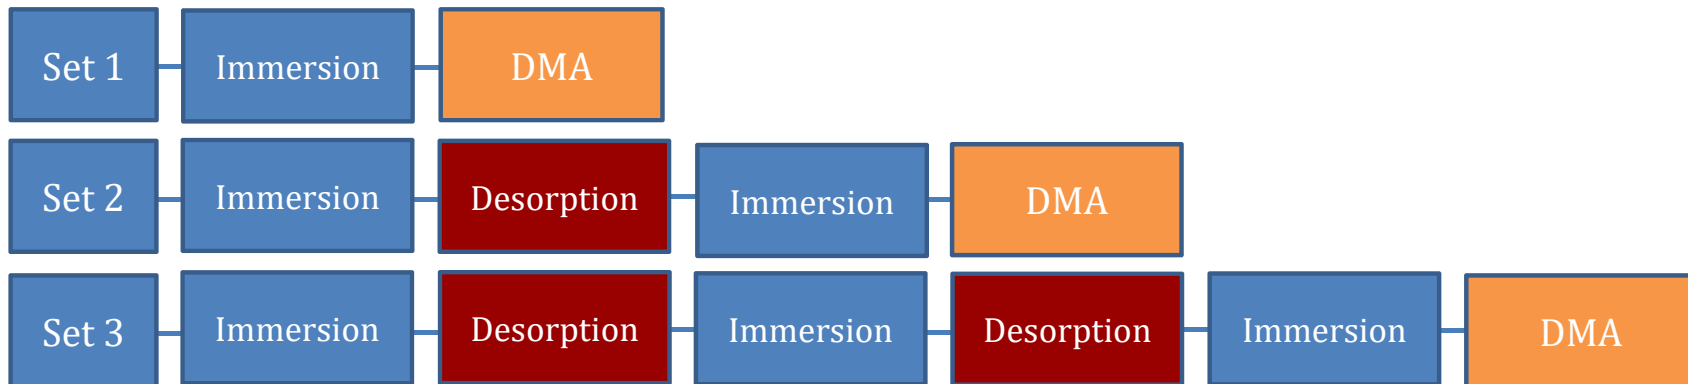 Set 1 Immersion DMA
Set 2 Immersion Desorption Immersion DMA
Set 3 Immersion Desorption Immersion Desorption Immersion DMA